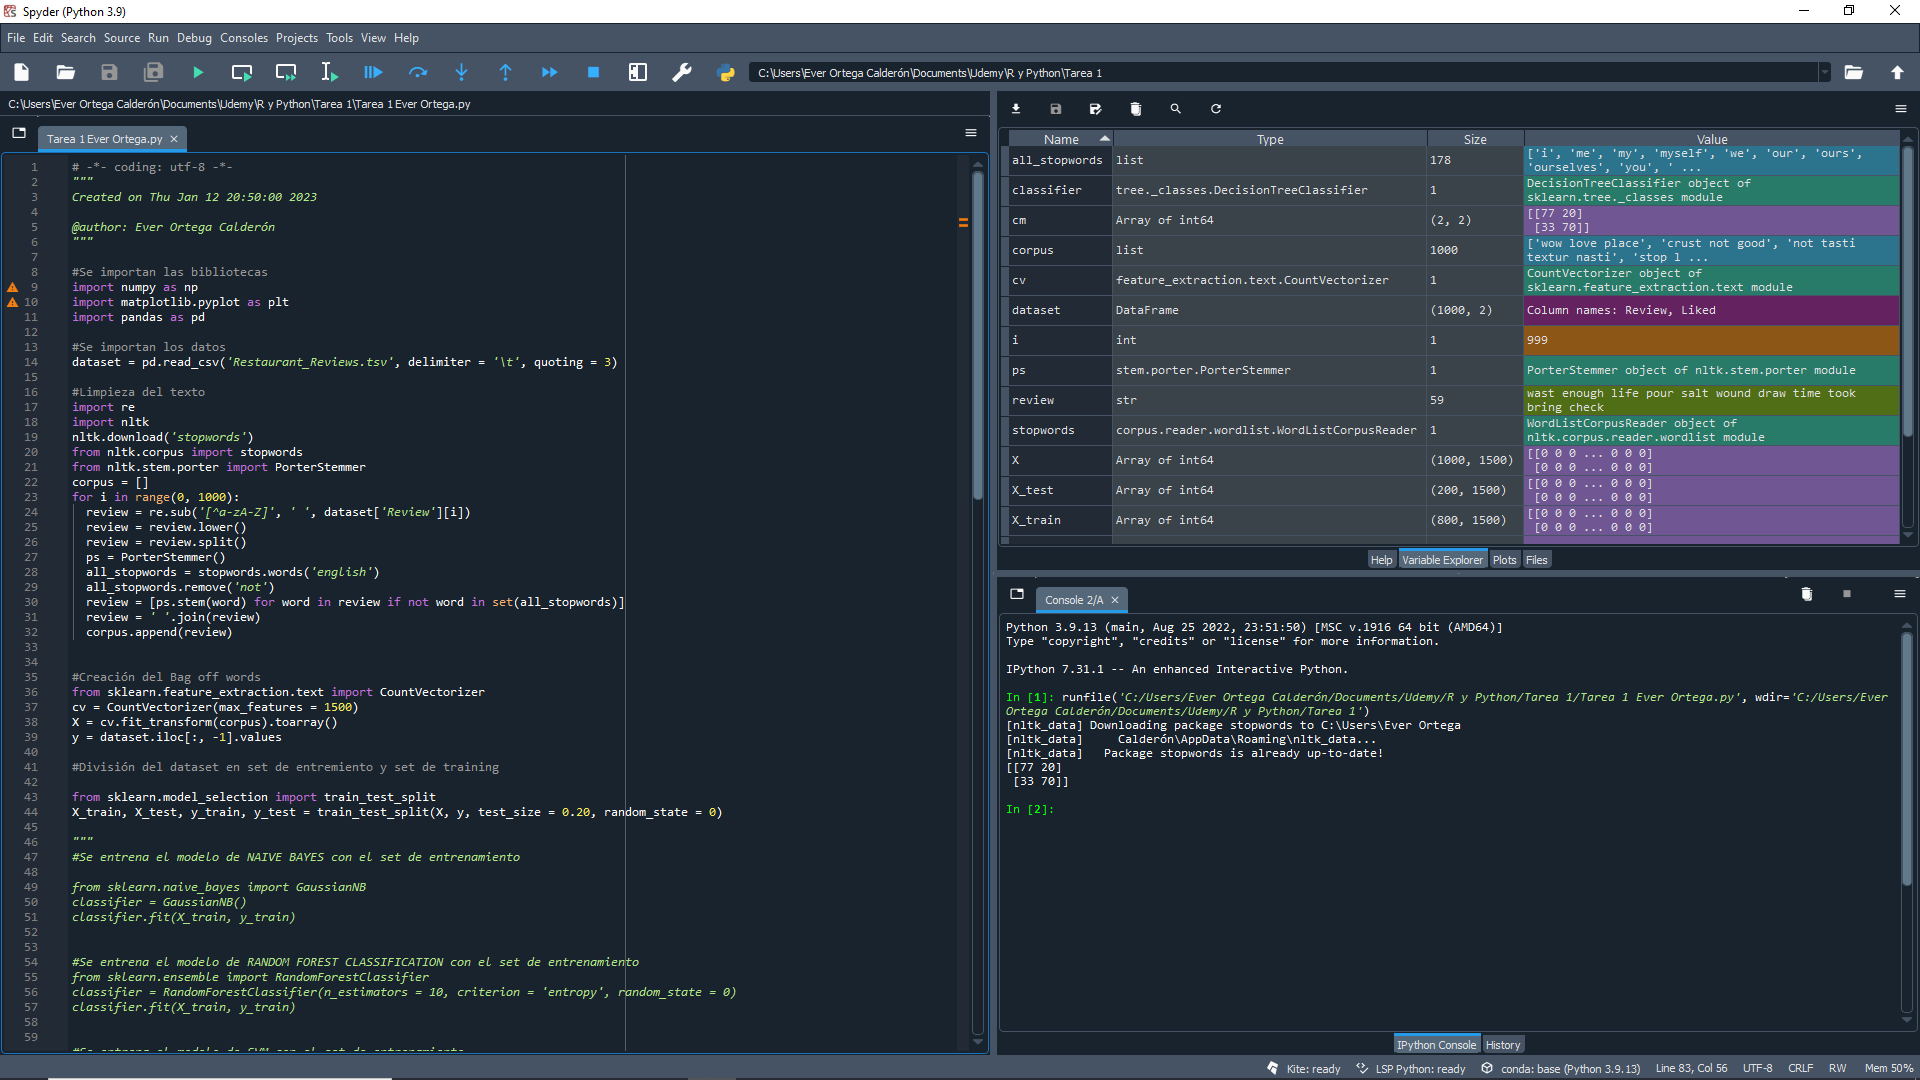 Spyder (Python 3.9)
File Edit Search Source Run Debug Consoles Projects Tools View Help
C:\Users\Ever Ortega Calderón\Documents\Udemy\R y Python\Tarea 1
C:\Users\Ever Ortega Calderón\Documents\Udemy\R y Python\Tarea 1\Tarea 1 Ever Ortega.py
Tarea 1 Ever Ortega.py
1 # -*- coding: utf-8 -*-
2 """
3 Created on Thu Jan 12 20:50:00 2023
4
5 @author: Ever Ortega Calderón
6 """
7
8 #Se importan las bibliotecas
9 import numpy as np
10 import matplotlib.pyplot as plt
11 import pandas as pd
12
13 #Se importan los datos
14 dataset = pd.read_csv('Restaurant_Reviews.tsv', delimiter = '\t', quoting = 3)
15
16 #Limpieza del texto
17 import re
18 import nltk
19 nltk.download('stopwords')
20 from nltk.corpus import stopwords
21 from nltk.stem.porter import PorterStemmer
22 corpus = []
23 for i in range(0, 1000):
24 review = re.sub('[^a-zA-Z]', ' ', dataset['Review'][i])
25 review = review.lower()
26 review = review.split()
27 ps = PorterStemmer()
28 all_stopwords = stopwords.words('english')
29 all_stopwords.remove('not')
30 review = [ps.stem(word) for word in review if not word in set(all_stopwords)]
31 review = ' '.join(review)
32 corpus.append(review)
33
34
35 #Creación del Bag off words
36 from sklearn.feature_extraction.text import CountVectorizer
37 cv = CountVectorizer(max_features = 1500)
38 X = cv.fit_transform(corpus).toarray()
39 y = dataset.iloc[:, -1].values
40
41 #División del dataset en set de entremiento y set de training
42
43 from sklearn.model_selection import train_test_split
44 X_train, X_test, y_train, y_test = train_test_split(X, y, test_size = 0.20, random_state = 0)
45
46 """
47 #Se entrena el modelo de NAIVE BAYES con el set de entrenamiento
48
49 from sklearn.naive_bayes import GaussianNB
50 classifier = GaussianNB()
51 classifier.fit(X_train, y_train)
52
53
54 #Se entrena el modelo de RANDOM FOREST CLASSIFICATION con el set de entrenamiento
55 from sklearn.ensemble import RandomForestClassifier
56 classifier = RandomForestClassifier(n_estimators = 10, criterion = 'entropy', random_state = 0)
57 classifier.fit(X_train, y_train)
58
59
#Se entrena el modelo de SVM con el set de entrenamiento
Name Type Size Value
all_stopwords list 178 ['i', 'me', 'my', 'myself', 'we', 'our', 'ours',
'ourselves', 'you', ' ...
classifier tree._classes.DecisionTreeClassifier 1 DecisionTreeClassifier object of
sklearn.tree._classes module
cm Array of int64 (2, 2) [[77 20]
[33 70]]
corpus list 1000 ['wow love place', 'crust not good', 'not tasti
textur nasti', 'stop l ...
cv feature_extraction.text.CountVectorizer 1 CountVectorizer object of
sklearn.feature_extraction.text module
dataset DataFrame (1000, 2) Column names: Review, Liked
i int 1 999
ps stem.porter.PorterStemmer 1 PorterStemmer object of nltk.stem.porter module
review str 59 wast enough life pour salt wound draw time took
bring check
stopwords corpus.reader.wordlist.WordListCorpusReader 1 WordListCorpusReader object of
nltk.corpus.reader.wordlist module
X Array of int64 (1000, 1500) [[0 0 0 ... 0 0 0]
[0 0 0 ... 0 0 0]
X_test Array of int64 (200, 1500) [[0 0 0 ... 0 0 0]
[0 0 0 ... 0 0 0]
X_train Array of int64 (800, 1500) [[0 0 0 ... 0 0 0]
[0 0 0 ... 0 0 0]
Help Variable Explorer Plots Files
Console 2/A
Python 3.9.13 (main, Aug 25 2022, 23:51:50) [MSC v.1916 64 bit (AMD64)]
Type "copyright", "credits" or "license" for more information.
IPython 7.31.1 -- An enhanced Interactive Python.
In [1]: runfile('C:/Users/Ever Ortega Calderón/Documents/Udemy/R y Python/Tarea 1/Tarea 1 Ever Ortega.py', wdir='C:/Users/Ever
Ortega Calderón/Documents/Udemy/R y Python/Tarea 1')
[nltk_data] Downloading package stopwords to C:\Users\Ever Ortega
[nltk_data] Calderón\AppData\Roaming\nltk_data...
[nltk_data] Package stopwords is already up-to-date!
[[77 20]
[33 70]]
In [2]:
IPython Console History
Kite: ready LSP Python: ready conda: base (Python 3.9.13) Line 83, Col 56 UTF-8 CRLF RW Mem 50%